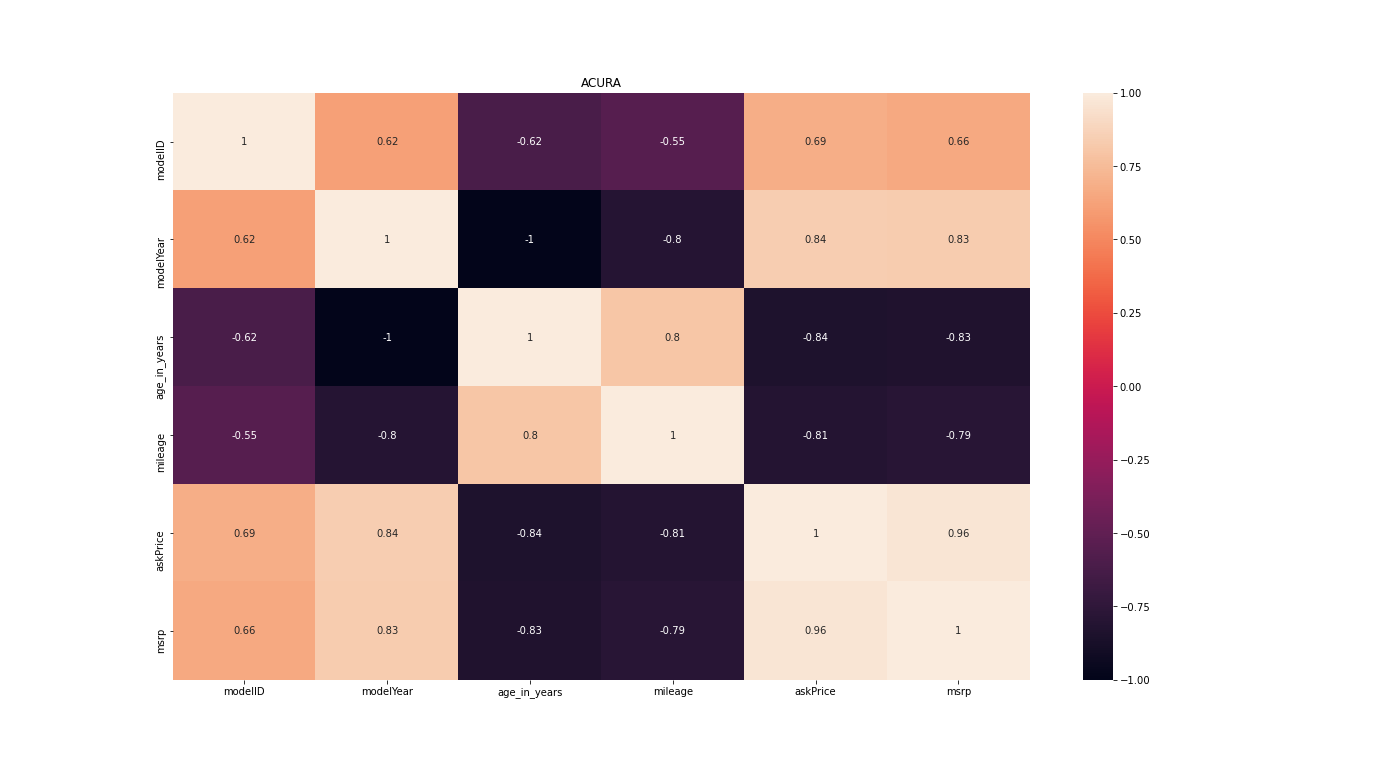 ACURA
modelID 1 0.62 -0.62 -0.55 0.69 0.66
modelYear 0.62 1 -1 -0.8 0.84 0.83
age_in_years -0.62 -1 1 0.8 -0.84 -0.83
mileage -0.55 -0.8 0.8 1 -0.81 -0.79
askPrice 0.69 0.84 -0.84 -0.81 1 0.96
msrp 0.66 0.83 -0.83 -0.79 0.96 1
modelID modelYear age_in_years mileage askPrice msrp
1.00
0.75
0.50
0.25
0.00
−0.25
−0.50
−0.75
−1.00